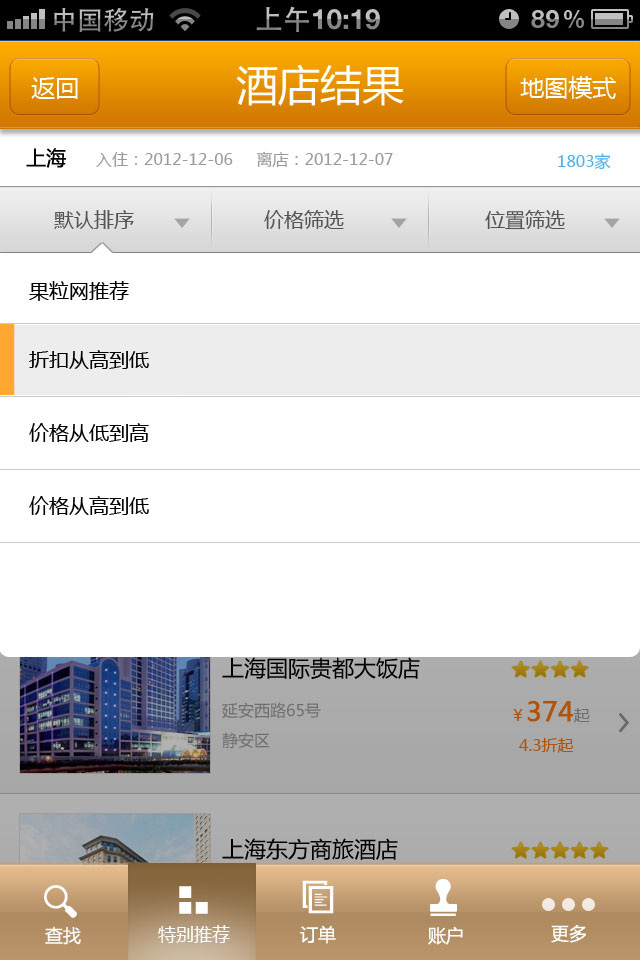 中国移动 上午10:19 89%
返回 酒店结果 地图模式
上海 入住：2012-12-06 离店：2012-12-07 1803家
默认排序 价格筛选 位置筛选
果粒网推荐
折扣从高到低
价格从低到高
价格从高到低
上海国际贵都大饭店
延安西路65号 ¥374起
静安区 4.3折起
上海东方商旅酒店
查找 特别推荐 订单 账户 更多